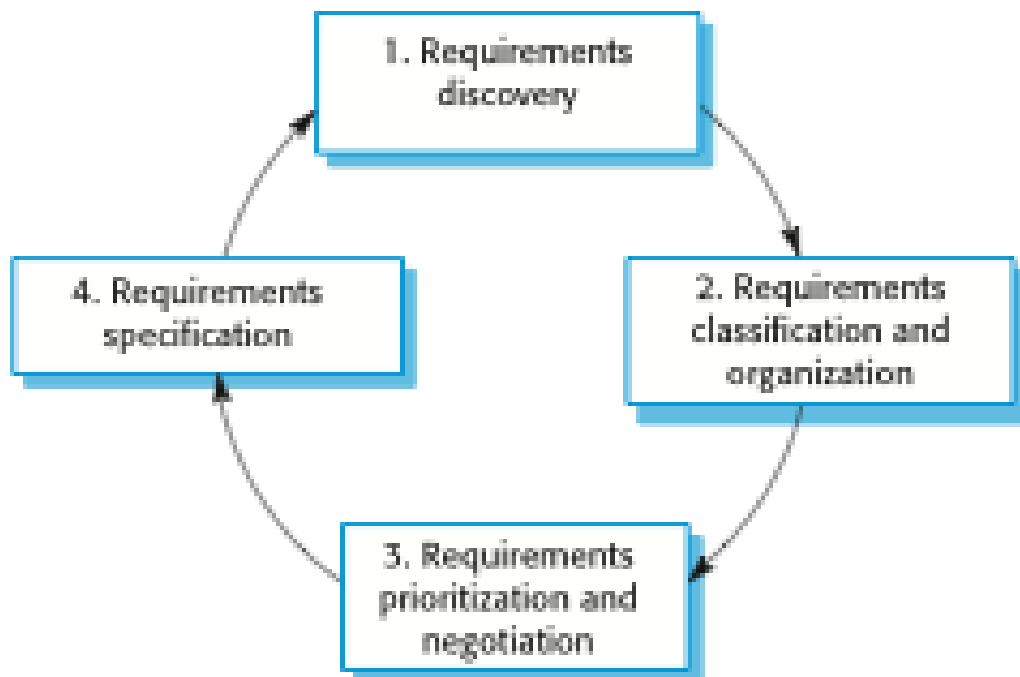 1. Requirements
discovery
2. Requirements
classification and
organization
3. Requirements
prioritization and
negotiation
4. Requirements
specification